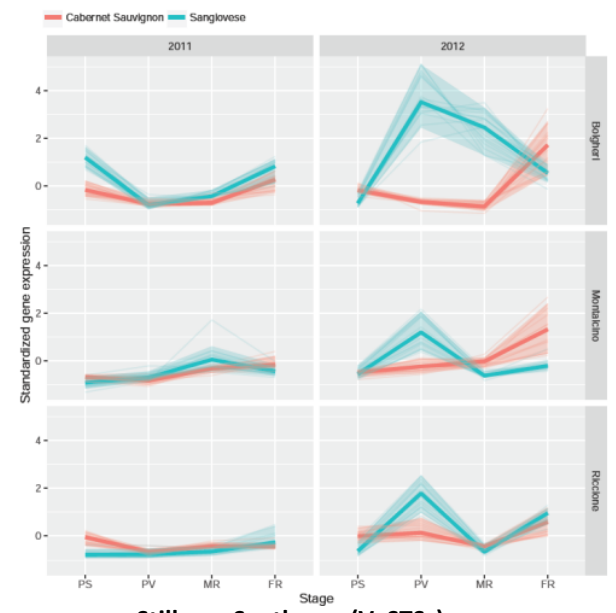 Cabernet Sauvignon Sangiovese
2011 2012
4
2
0
Bolgheri
4
2
0
Montalcino
4
2
0
Riccione
Standardized gene expression
PS PV MR FR PS PV MR FR
Stage